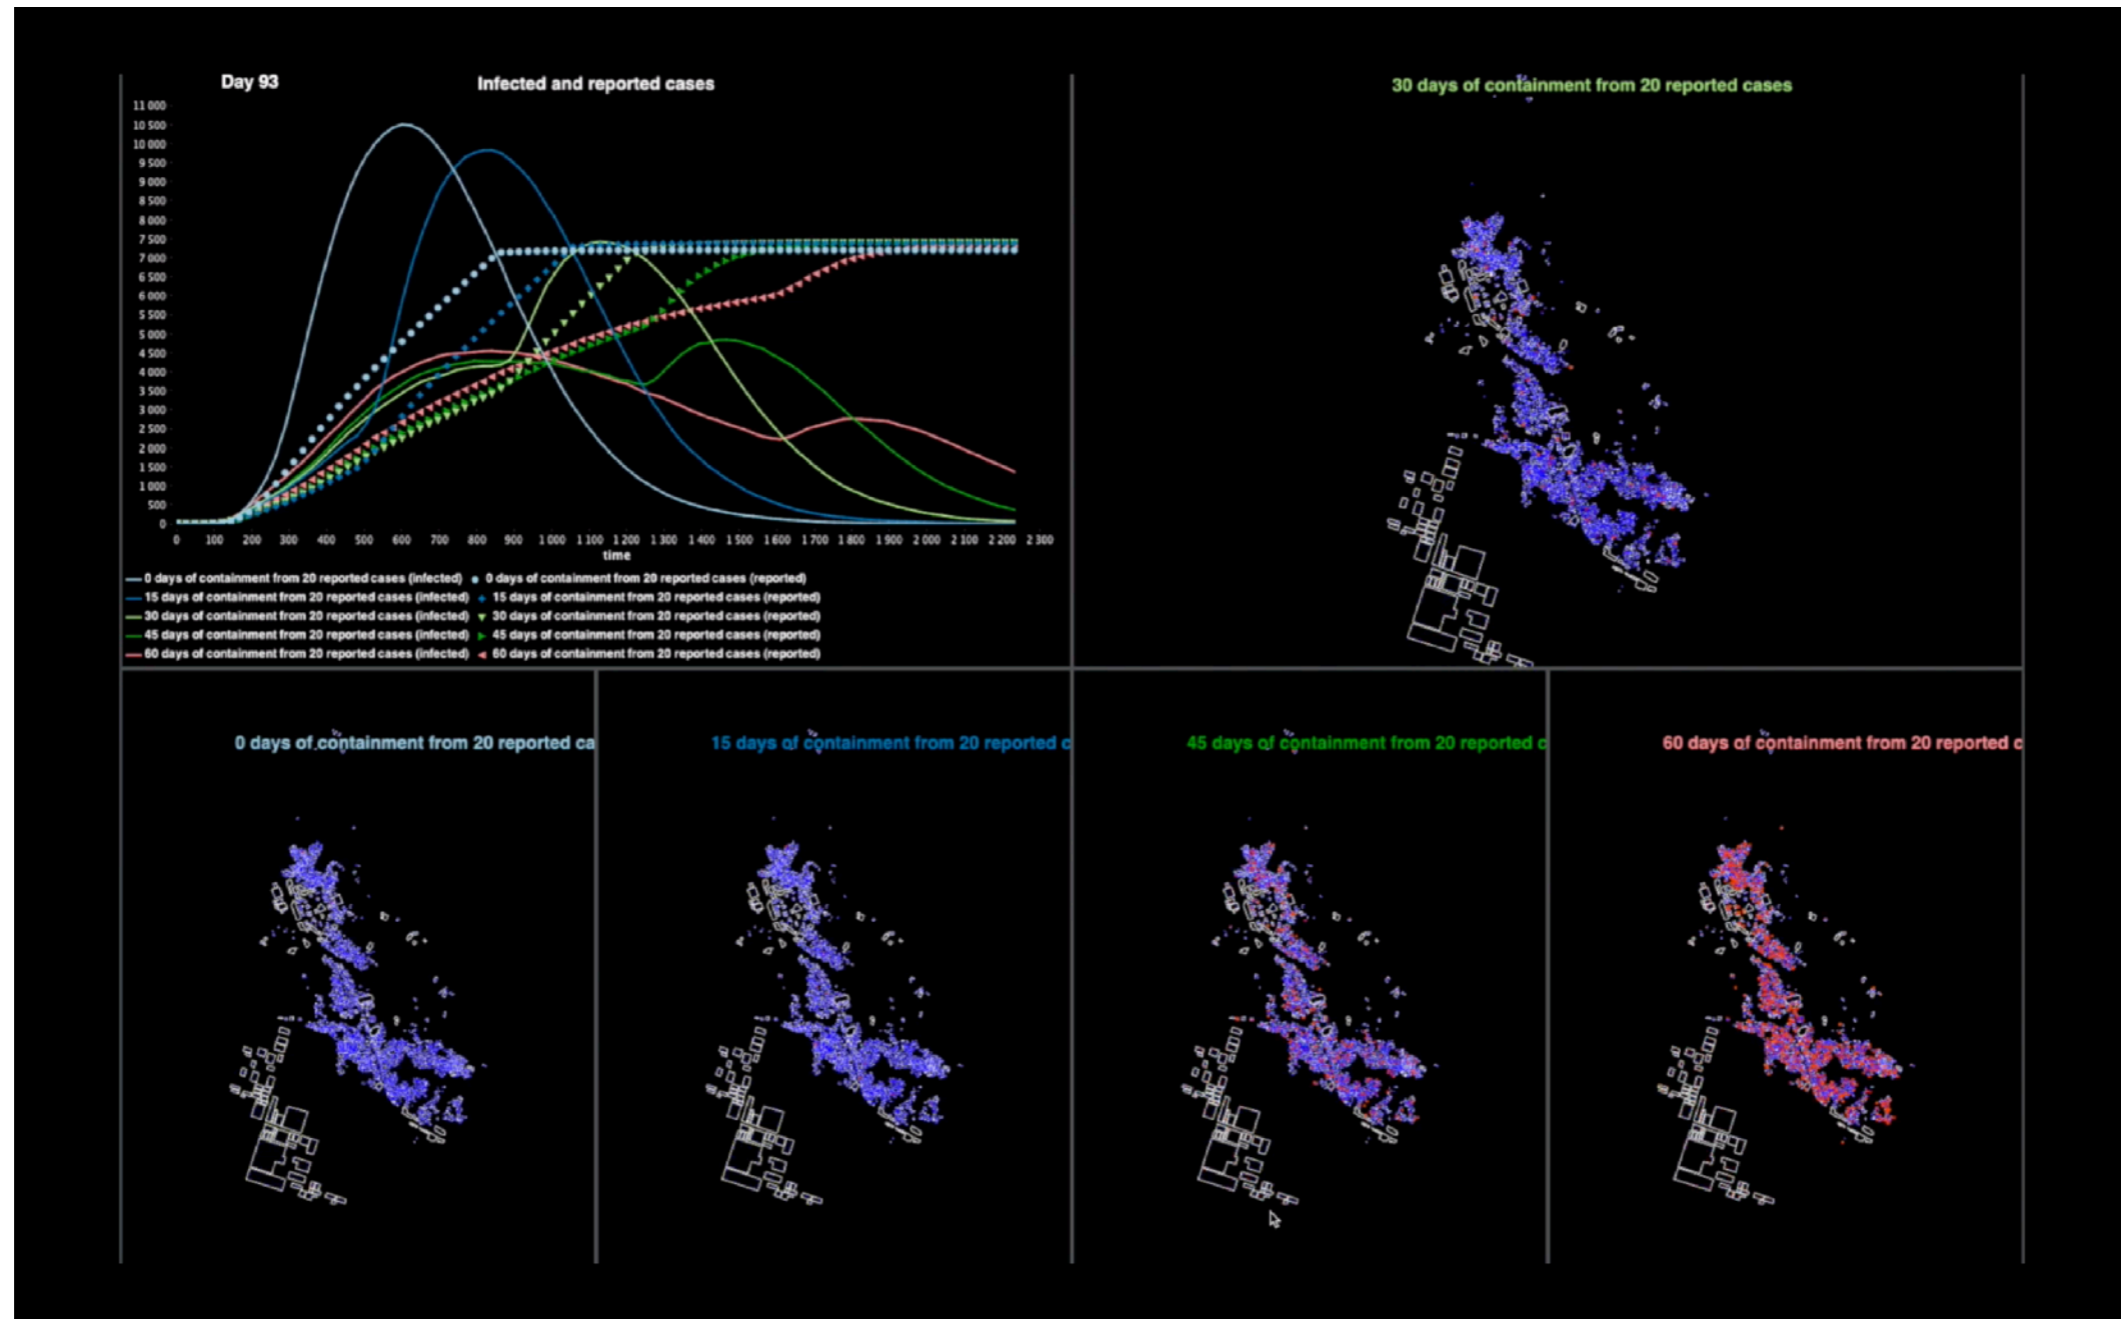 Day 93
Infected and reported cases
11 000
10 500
10 000
9 500
9 000
8 500
8 000
7 500
7 000
6 500
6 000
5 500
5 000
4 500
4 000
3 500
3 000
2 500
2 000
1 500
1 000
500
0
0 100 200 300 400 500 600 700 800 900 1 000 1 100 1 200 1 300 1 400 1 500 1 600 1 700 1 800 1 900 2 000 2 100 2 200 2 300
time
0 days of containment from 20 reported cases (infected) 0 days of containment from 20 reported cases (reported)
15 days of containment from 20 reported cases (infected) 15 days of containment from 20 reported cases (reported)
30 days of containment from 20 reported cases (infected) 30 days of containment from 20 reported cases (reported)
45 days of containment from 20 reported cases (infected) 45 days of containment from 20 reported cases (reported)
60 days of containment from 20 reported cases (infected) 60 days of containment from 20 reported cases (reported)
30 days of containment from 20 reported cases
0 days of containment from 20 reported ca
15 days of containment from 20 reported c
45 days of containment from 20 reported c
60 days of containment from 20 reported c